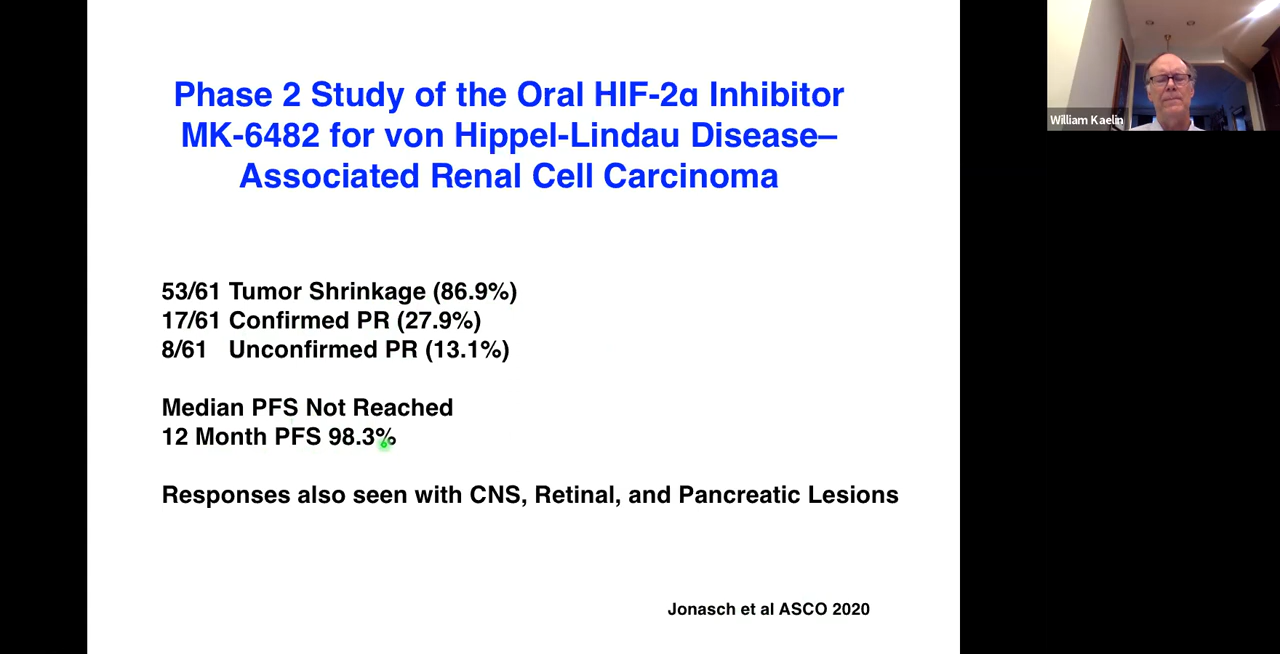 Phase 2 Study of the Oral HIF-2α Inhibitor
MK-6482 for von Hippel-Lindau Disease–
Associated Renal Cell Carcinoma
53/61 Tumor Shrinkage (86.9%)
17/61 Confirmed PR (27.9%)
8/61 Unconfirmed PR (13.1%)
Median PFS Not Reached
12 Month PFS 98.3%
Responses also seen with CNS, Retinal, and Pancreatic Lesions
Jonasch et al ASCO 2020
William Kaelin